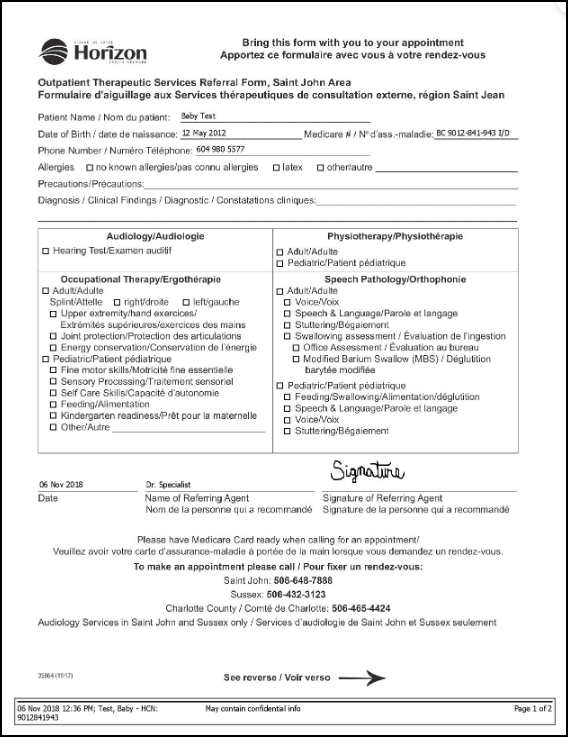 Horizon
HEALTH NETWORK
Bring this form with you to your appointment
Apportez ce formulaire avec vous à votre rendez-vous
Outpatient Therapeutic Services Referral Form, Saint John Area
Formulaire d'aiguillage aux Services thérapeutiques de consultation externe, région Saint Jean
Patient Name / Nom du patient: Baby Test
Date of Birth / date de naissance: 12 May 2012 Medicare # / Nº d'ass.-maladie: BC 9012-841-943 I/D
Phone Number / Numéro Téléphone: 604 980 5577
Allergies ☐ no known allergies/pas connu allergies ☐ latex ☐ other/autre
Precautions/Précautions:
Diagnosis / Clinical Findings / Diagnostic / Constatations cliniques:
Audiology/Audiologie
☐ Hearing Test/Examen auditif
Physiotherapy/Physiothérapie
☐ Adult/Adulte
☐ Pediatric/Patient pédiatrique
Occupational Therapy/Ergothérapie
☐ Adult/Adulte
Splint/Attelle ☐ right/droite ☐ left/gauche
☐ Upper extremity/hand exercices/
Extrémités supérieures/exercices des mains
☐ Joint protection/Protection des articulations
☐ Energy conservation/Conservation de l'énergie
☐ Pediatric/Patient pédiatrique
☐ Fine motor skills/Motricité fine essentielle
☐ Sensory Processing/Traitement sensoriel
☐ Self Care Skills/Capacité d'autonomie
☐ Feeding/Alimentation
☐ Kindergarten readiness/Prêt pour la maternelle
☐ Other/Autre
Speech Pathology/Orthophonie
☐ Adult/Adulte
☐ Voice/Voix
☐ Speech & Language/Parole et langage
☐ Stuttering/Bégaiement
☐ Swallowing assessment / Évaluation de l'ingestion
☐ Office Assessment / Évaluation au bureau
☐ Modified Barium Swallow (MBS) / Déglutition
barytée modifiée
☐ Pediatric/Patient pédiatrique
☐ Feeding/Swallowing/Alimentation/déglutition
☐ Speech & Language/Parole et langage
☐ Voice/Voix
☐ Stuttering/Bégaiement
Signature
06 Nov 2018 Dr. Specialist
Date Name of Referring Agent Signature of Referring Agent
Nom de la personne qui a recommandé Signature de la personne qui a recommandé
Please have Medicare Card ready when calling for an appointment/
Veuillez avoir votre carte d'assurance-maladie à portée de la main lorsque vous demandez un rendez-vous.
To make an appointment please call / Pour fixer un rendez-vous:
Saint John: 506-648-7888
Sussex: 506-432-3123
Charlotte County / Comté de Charlotte: 506-465-4424
Audiology Services in Saint John and Sussex only / Services d'audiologie de Saint John et Sussex seulement
35964 (11/17)
See reverse / Voir verso
06 Nov 2018 12:36 PM; Test, Baby - HCN: May contain confidential info Page 1 of 2
9012841943